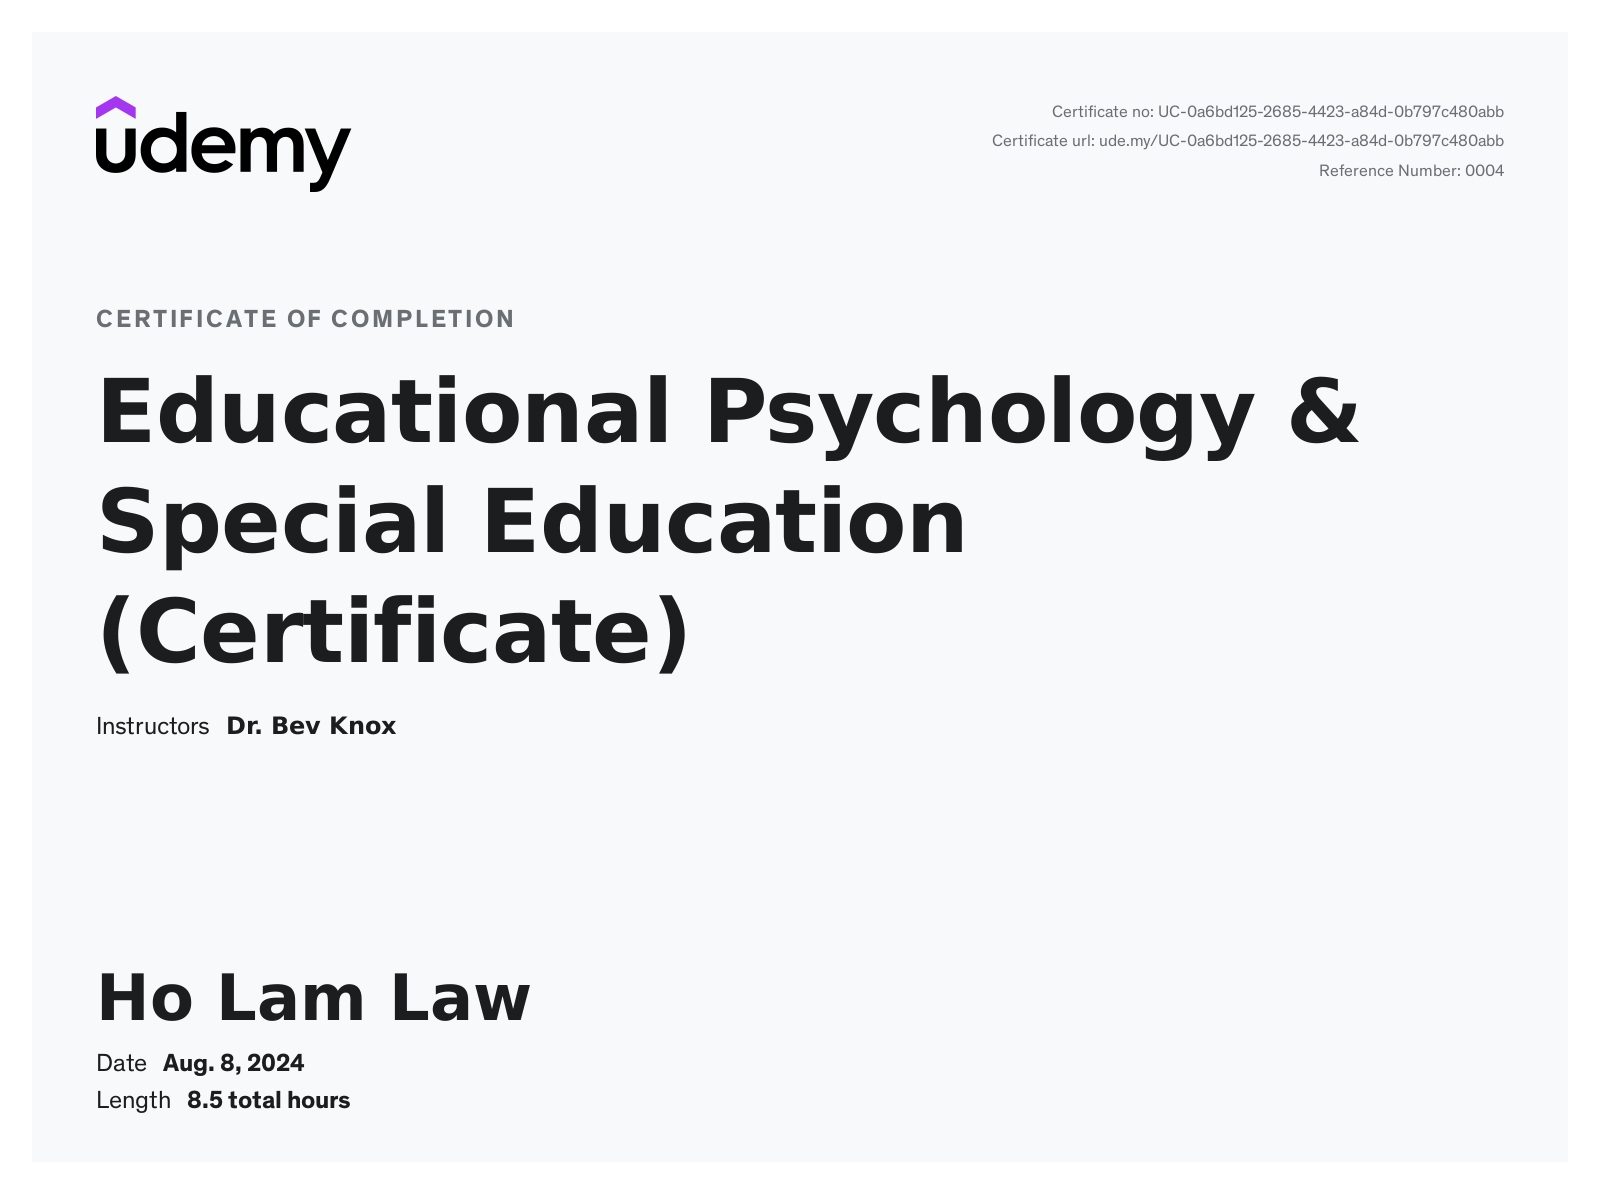 udemy
Certificate no: UC-0a6bd125-2685-4423-a84d-0b797c480abb
Certificate url: ude.my/UC-0a6bd125-2685-4423-a84d-0b797c480abb
Reference Number: 0004
CERTIFICATE OF COMPLETION
Educational Psychology &
Special Education
(Certificate)
Instructors Dr. Bev Knox
Ho Lam Law
Date Aug. 8, 2024
Length 8.5 total hours